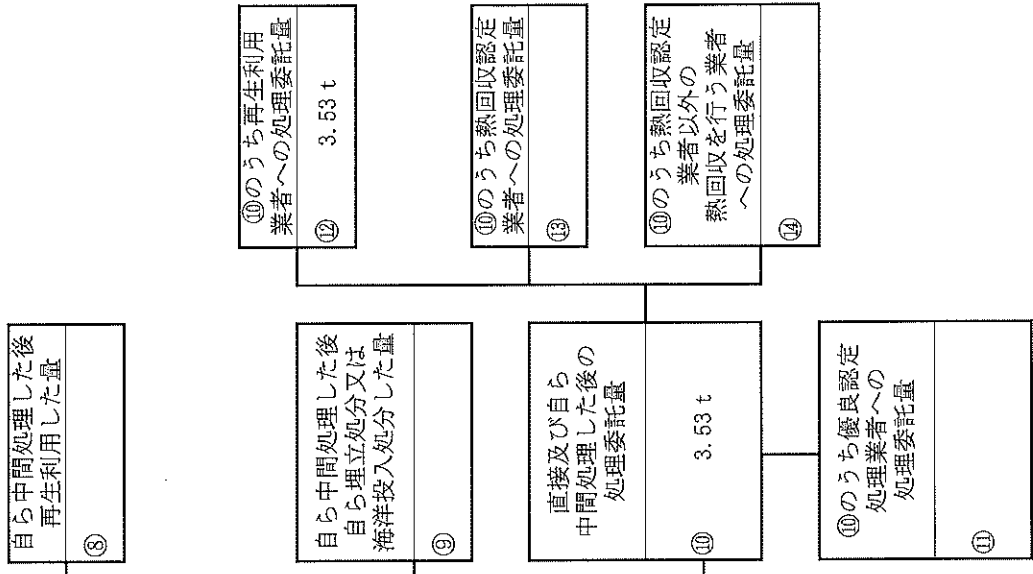 自ら中間処理した後
再生利用した量
⑧
自ら中間処理した後
自ら埋立処分又は
海洋投入処分した量
⑨
直接及び自ら
中間処理した後の
処理委託量
⑩ 3.53t
⑩のうち優良認定
処理業者への
処理委託量
⑪
⑩のうち再生利用
業者への処理委託量
⑫ 3.53t
⑩のうち熱回収認定
業者への処理委託量
⑬
⑩のうち熱回収認定
業者以外の
熱回収を行う業者
への処理委託量
⑭